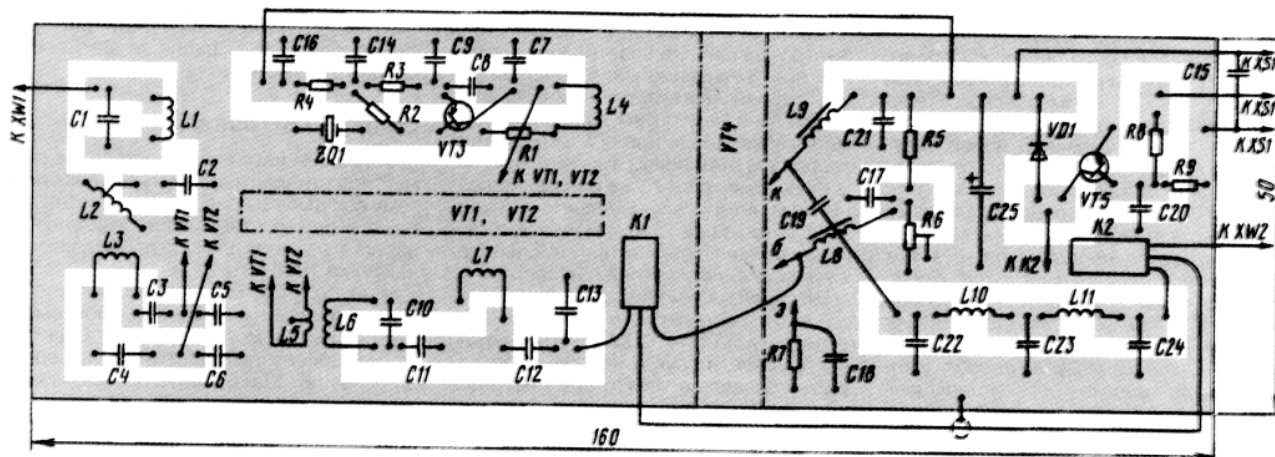 К XW1
C16
C14
C9
C7
C8
R3
R4
R2
ZQ1
VT3
R1
L4
К VT1, VT2
C1
L1
C2
L2
L3
К VT1
К VT2
C3
C5
C4
C6
VT1, VT2
К VT1
К VT2
L5
L6
C10
C11
L7
C12
C13
K1
VT4
L9
C21
R5
К
C19
C17
б
L8
R6
Э
R7
C18
C25
+
VD1
VT5
К К2
K2
C15
R8
R9
C20
К XS1
К XS1
К XS1
К XW2
L10
L11
C22
C23
C24
50
160